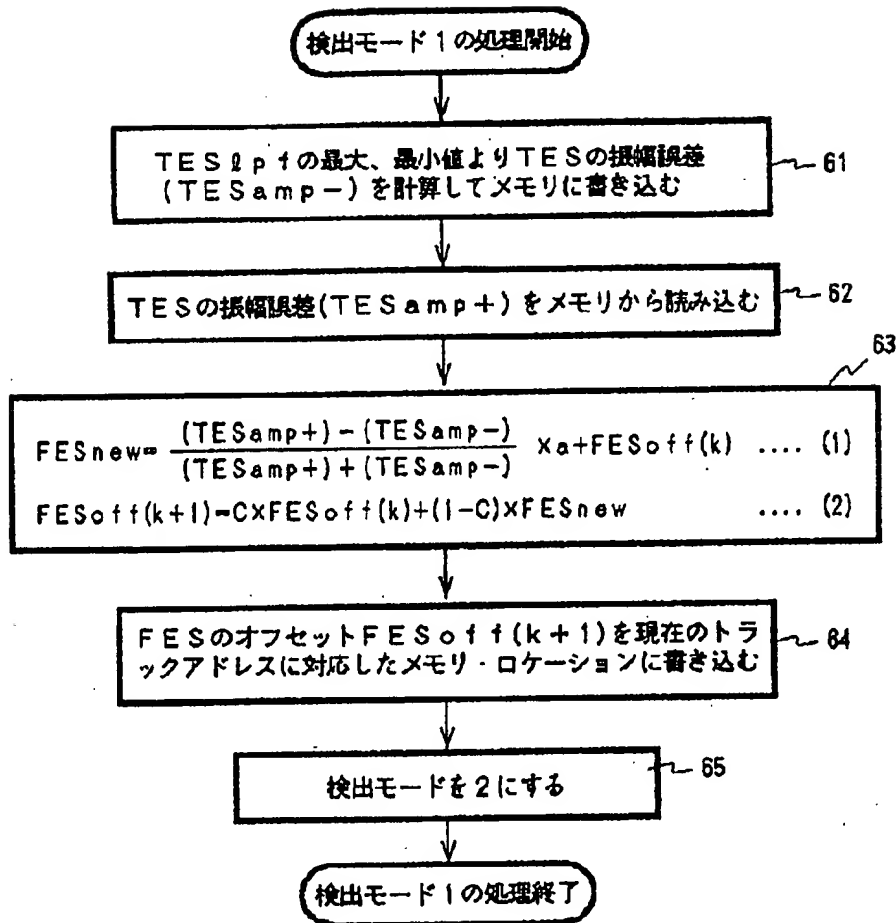 検出モード1の処理開始
TESlpfの最大、最小値よりTESの振幅誤差
(TESamp-)を計算してメモリに書き込む
61
TESの振幅誤差(TESamp+)をメモリから読み込む
62
63
FESnew= (TESamp+)-(TESamp-) / (TESamp+)+(TESamp-) ×a+FESoff(k) .... (1)
FESoff(k+1)=C×FESoff(k)+(1-C)×FESnew .... (2)
FESのオフセットFESoff(k+1)を現在のトラ
ックアドレスに対応したメモリ・ロケーションに書き込む
64
検出モードを2にする
65
検出モード1の処理終了